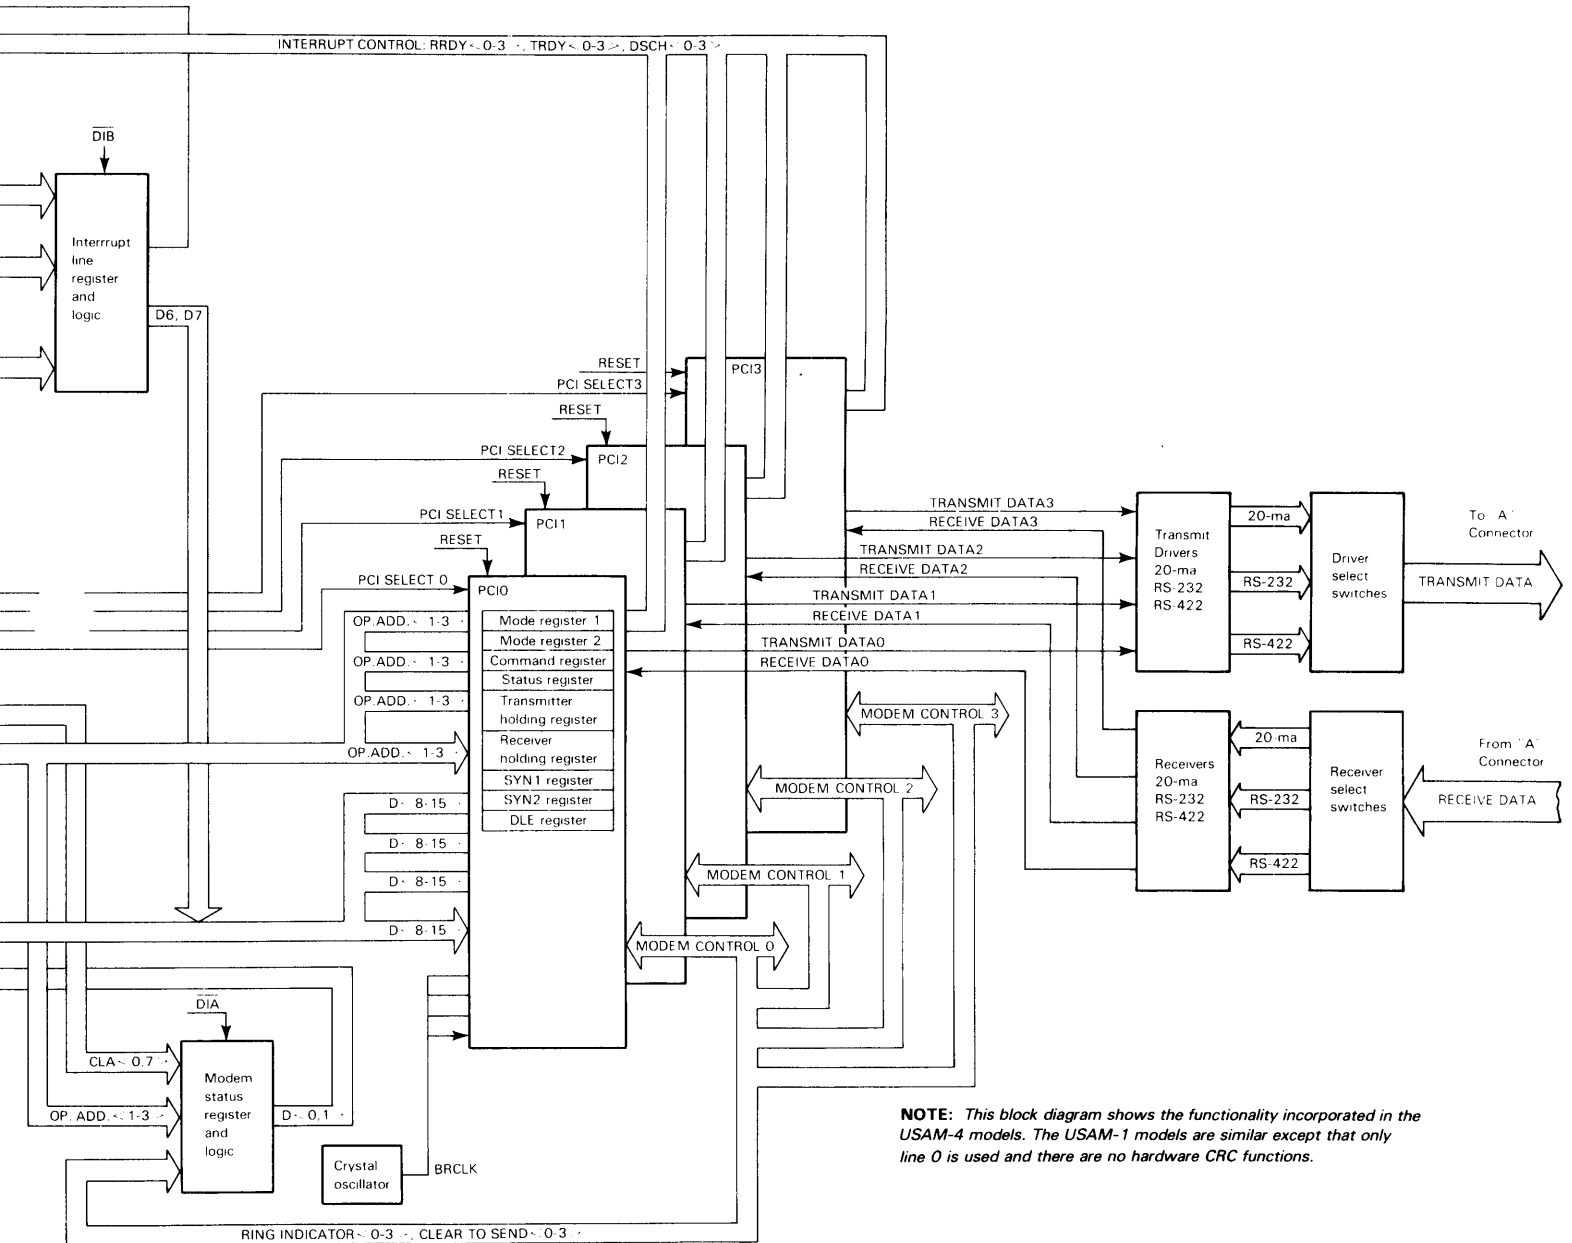 INTERRUPT CONTROL: RRDY< 0-3 >, TRDY< 0-3 >, DSCH< 0-3 >
DIB
Interrrupt
line
register
and
logic
D6, D7
RESET
PCI3
PCI SELECT3
RESET
PCI SELECT2
PCI2
RESET
PCI SELECT1
PCI1
RESET
PCI SELECT 0
PCI0
OP.ADD.< 1-3 >
OP.ADD.< 1-3 >
OP.ADD.< 1-3 >
OP.ADD.< 1-3 >
Mode register 1
Mode register 2
Command register
Status register
Transmitter
holding register
Receiver
holding register
SYN1 register
SYN2 register
DLE register
D< 8-15 >
D< 8-15 >
D< 8-15 >
D< 8-15 >
TRANSMIT DATA3
RECEIVE DATA3
TRANSMIT DATA2
RECEIVE DATA2
TRANSMIT DATA1
RECEIVE DATA1
TRANSMIT DATA0
RECEIVE DATA0
Transmit
Drivers
20-ma
RS-232
RS-422
20-ma
RS-232
RS-422
Driver
select
switches
To "A"
Connector
TRANSMIT DATA
MODEM CONTROL 3
MODEM CONTROL 2
MODEM CONTROL 1
MODEM CONTROL 0
Receivers
20-ma
RS-232
RS-422
20-ma
RS-232
RS-422
Receiver
select
switches
From "A"
Connector
RECEIVE DATA
DIA
CLA< 0,7 >
OP. ADD.< 1-3 >
Modem
status
register
and
logic
D< 0,1 >
Crystal
oscillator
BRCLK
RING INDICATOR< 0-3 >, CLEAR TO SEND< 0-3 >
NOTE: This block diagram shows the functionality incorporated in the
USAM-4 models. The USAM-1 models are similar except that only
line 0 is used and there are no hardware CRC functions.